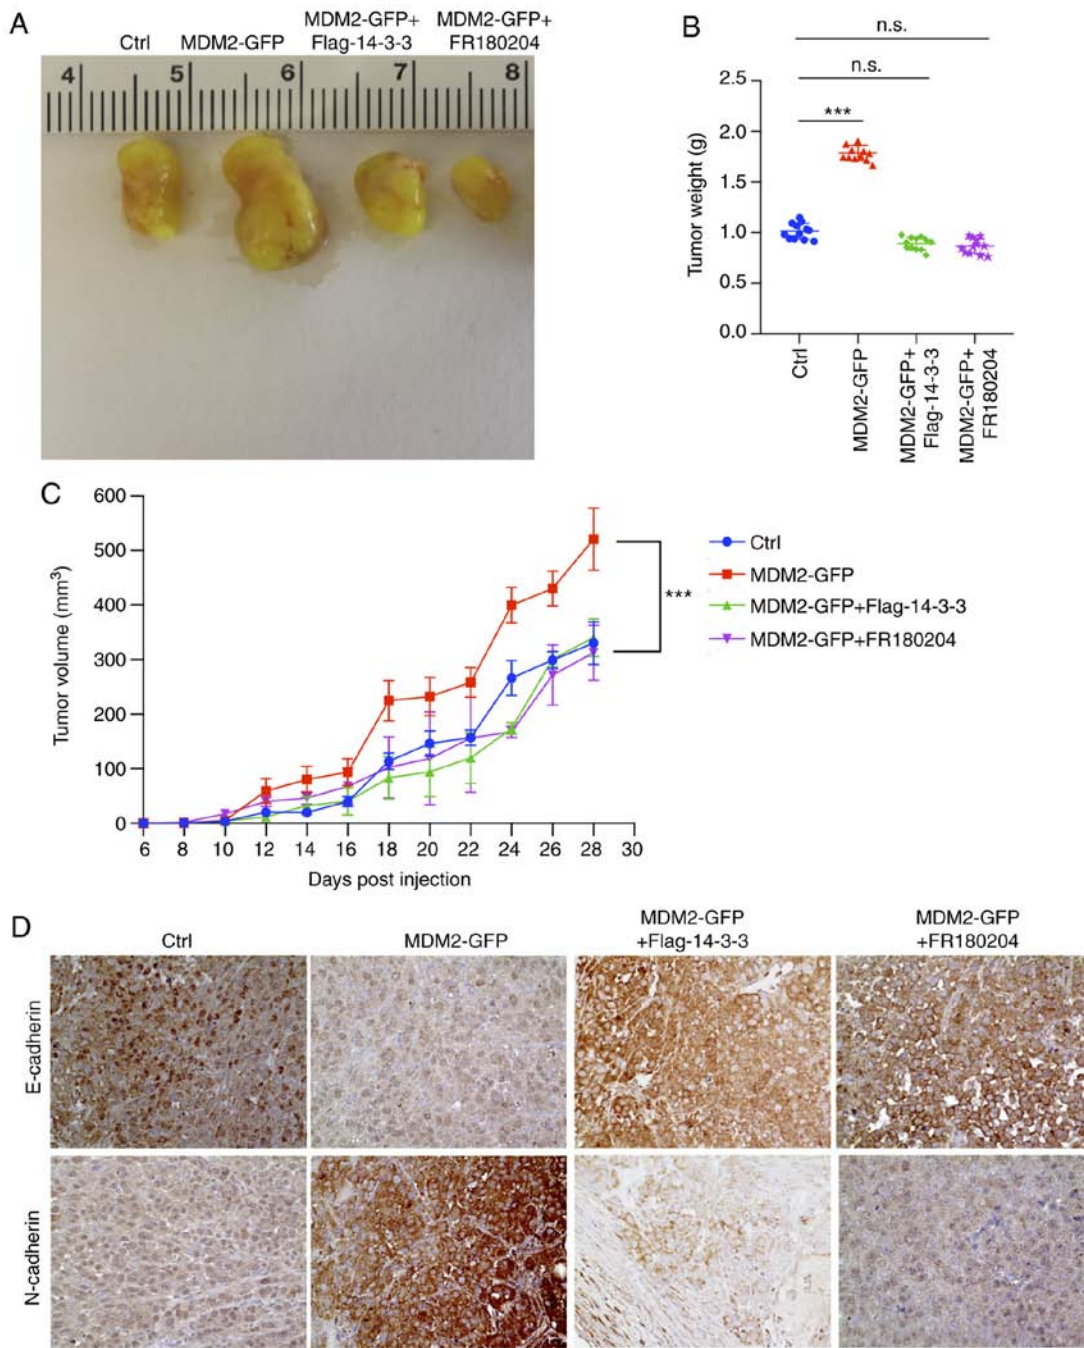 A
Ctrl
MDM2-GFP
MDM2-GFP+
Flag-14-3-3
MDM2-GFP+
FR180204
4 5 6 7 8
B
n.s.
n.s.
***
Tumor weight (g)
2.5
2.0
1.5
1.0
0.5
0.0
Ctrl
MDM2-GFP
MDM2-GFP+
Flag-14-3-3
MDM2-GFP+
FR180204
C
Tumor volume (mm³)
600
500
400
300
200
100
0
6 8 10 12 14 16 18 20 22 24 26 28 30
Days post injection
***
Ctrl
MDM2-GFP
MDM2-GFP+Flag-14-3-3
MDM2-GFP+FR180204
D
Ctrl
MDM2-GFP
MDM2-GFP
+Flag-14-3-3
MDM2-GFP
+FR180204
E-cadherin
N-cadherin